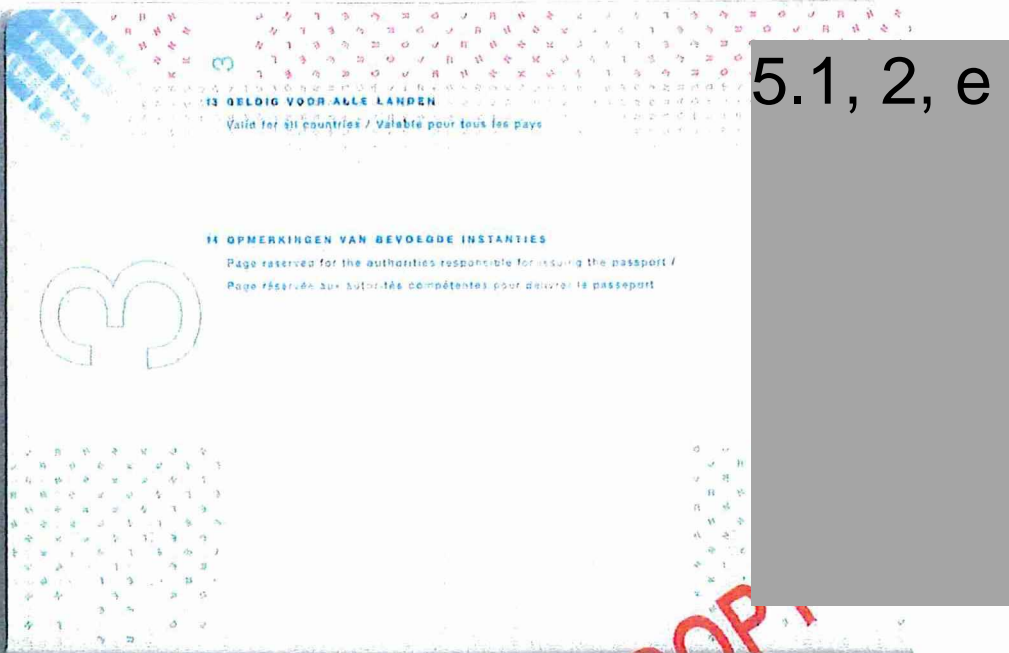 3
13 GELDIG VOOR ALLE LANDEN
Valid for all countries / Valable pour tous les pays
5.1, 2, e
14 OPMERKINGEN VAN BEVOEGDE INSTANTIES
Page reserved for the authorities responsible for issuing the passport /
Page réservée aux autorités compétentes pour délivrer le passeport
3